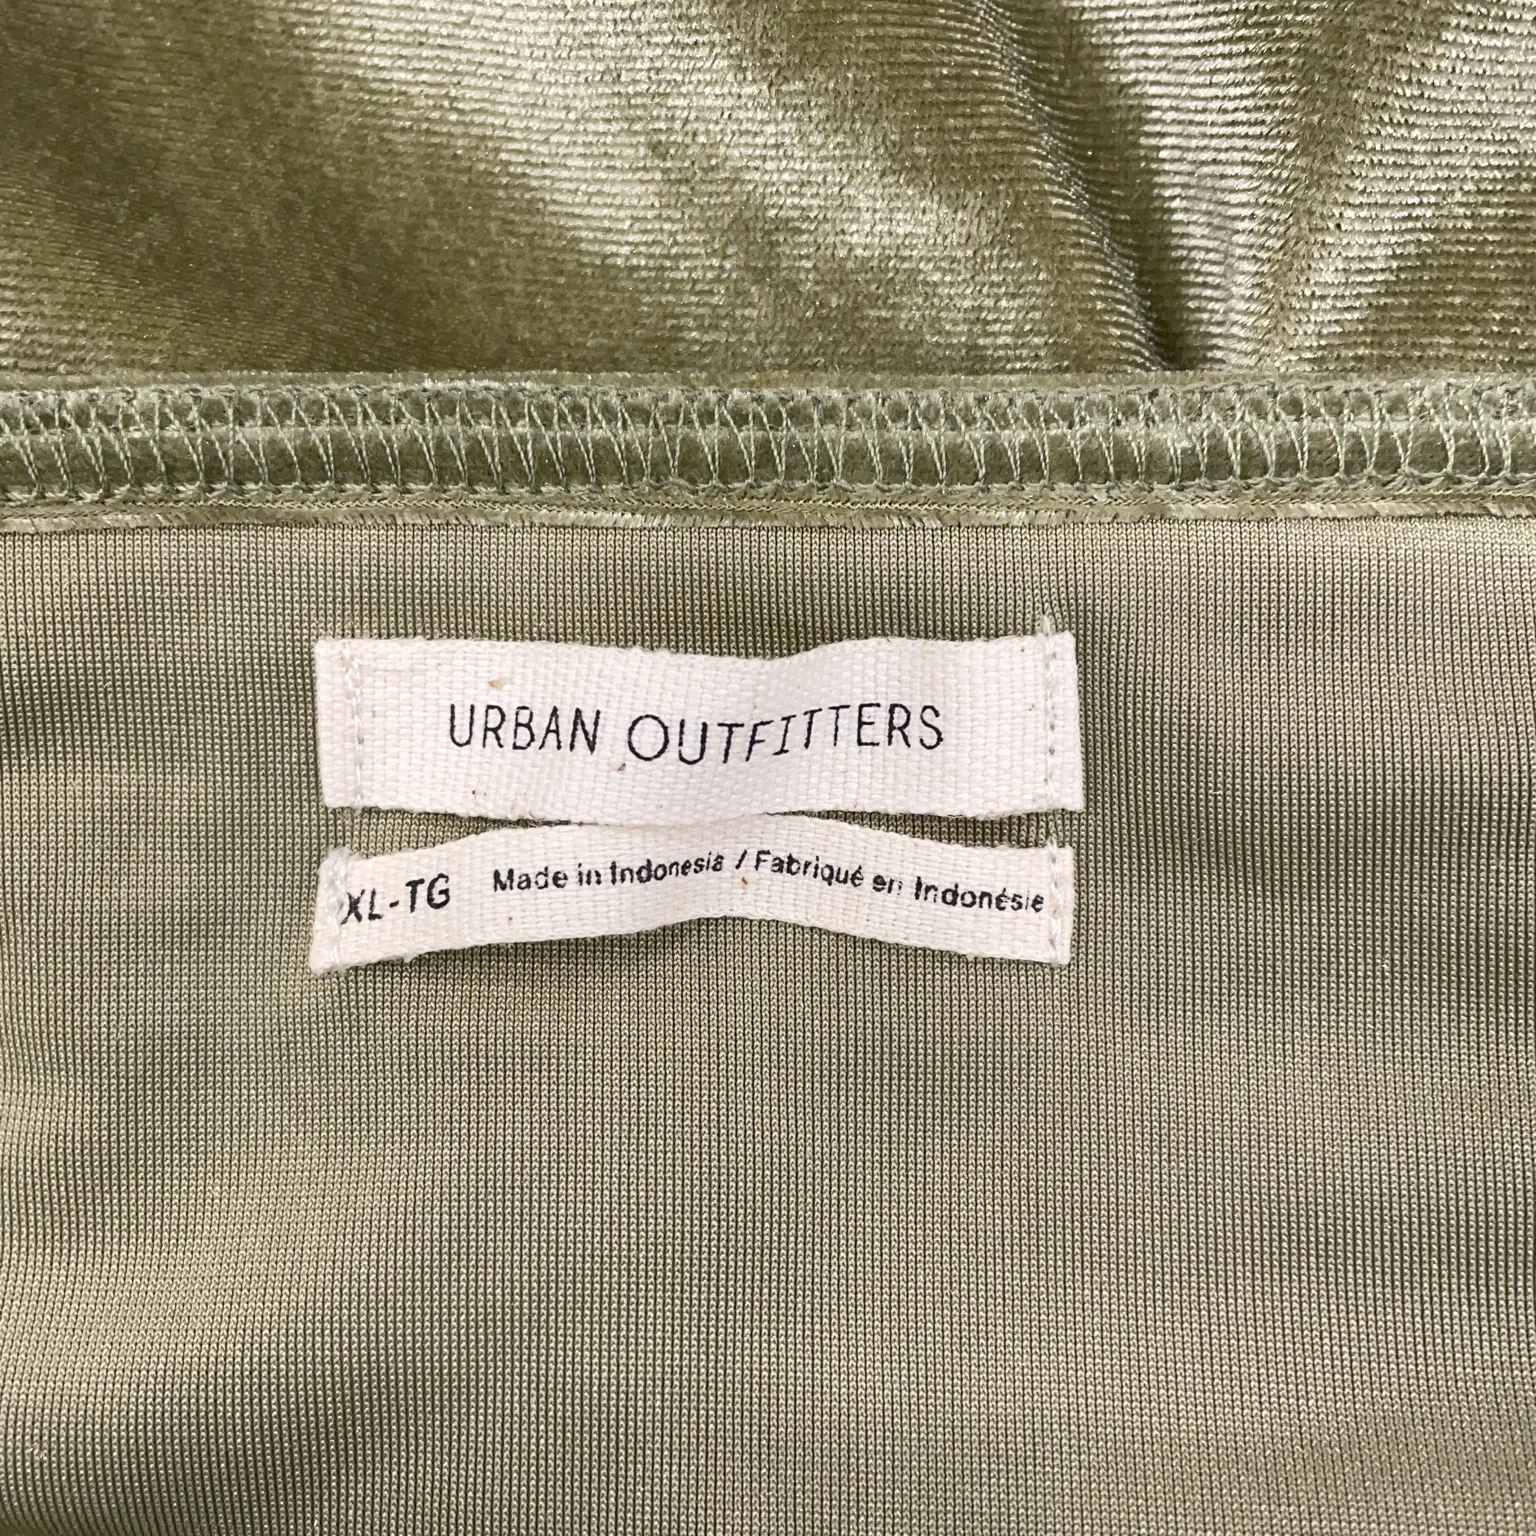 URBAN OUTFITTERS
XL-TG Made in Indonesia / Fabriqué en Indonésie